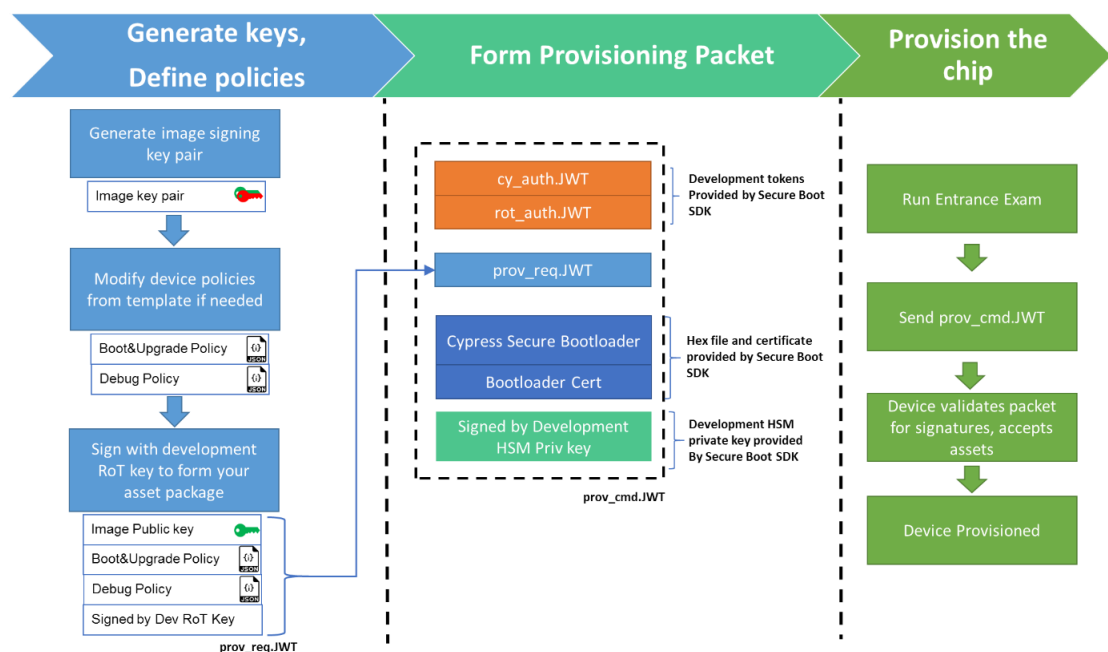 Generate keys,
Define policies
Form Provisioning Packet
Provision the
chip
Generate image signing
key pair
Image key pair
Modify device policies
from template if needed
Boot&Upgrade Policy
{i}
JSON
Debug Policy
{i}
JSON
Sign with development
RoT key to form your
asset package
Image Public key
Boot&Upgrade Policy
{i}
JSON
Debug Policy
{i}
JSON
Signed by Dev RoT Key
prov_req.JWT
cy_auth.JWT
rot_auth.JWT
Development tokens
Provided by Secure Boot
SDK
prov_req.JWT
Cypress Secure Bootloader
Bootloader Cert
Hex file and certificate
provided by Secure Boot
SDK
Signed by Development
HSM Priv key
Development HSM
private key provided
By Secure Boot SDK
prov_cmd.JWT
Run Entrance Exam
Send prov_cmd.JWT
Device validates packet
for signatures, accepts
assets
Device Provisioned